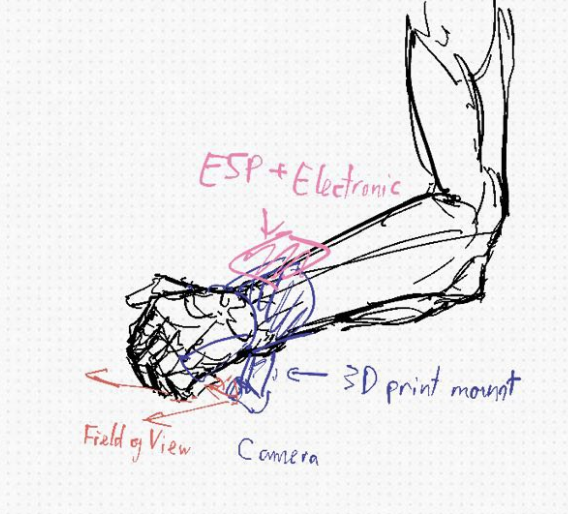 ESP + Electronic
3D print mount
Field of View
Camera